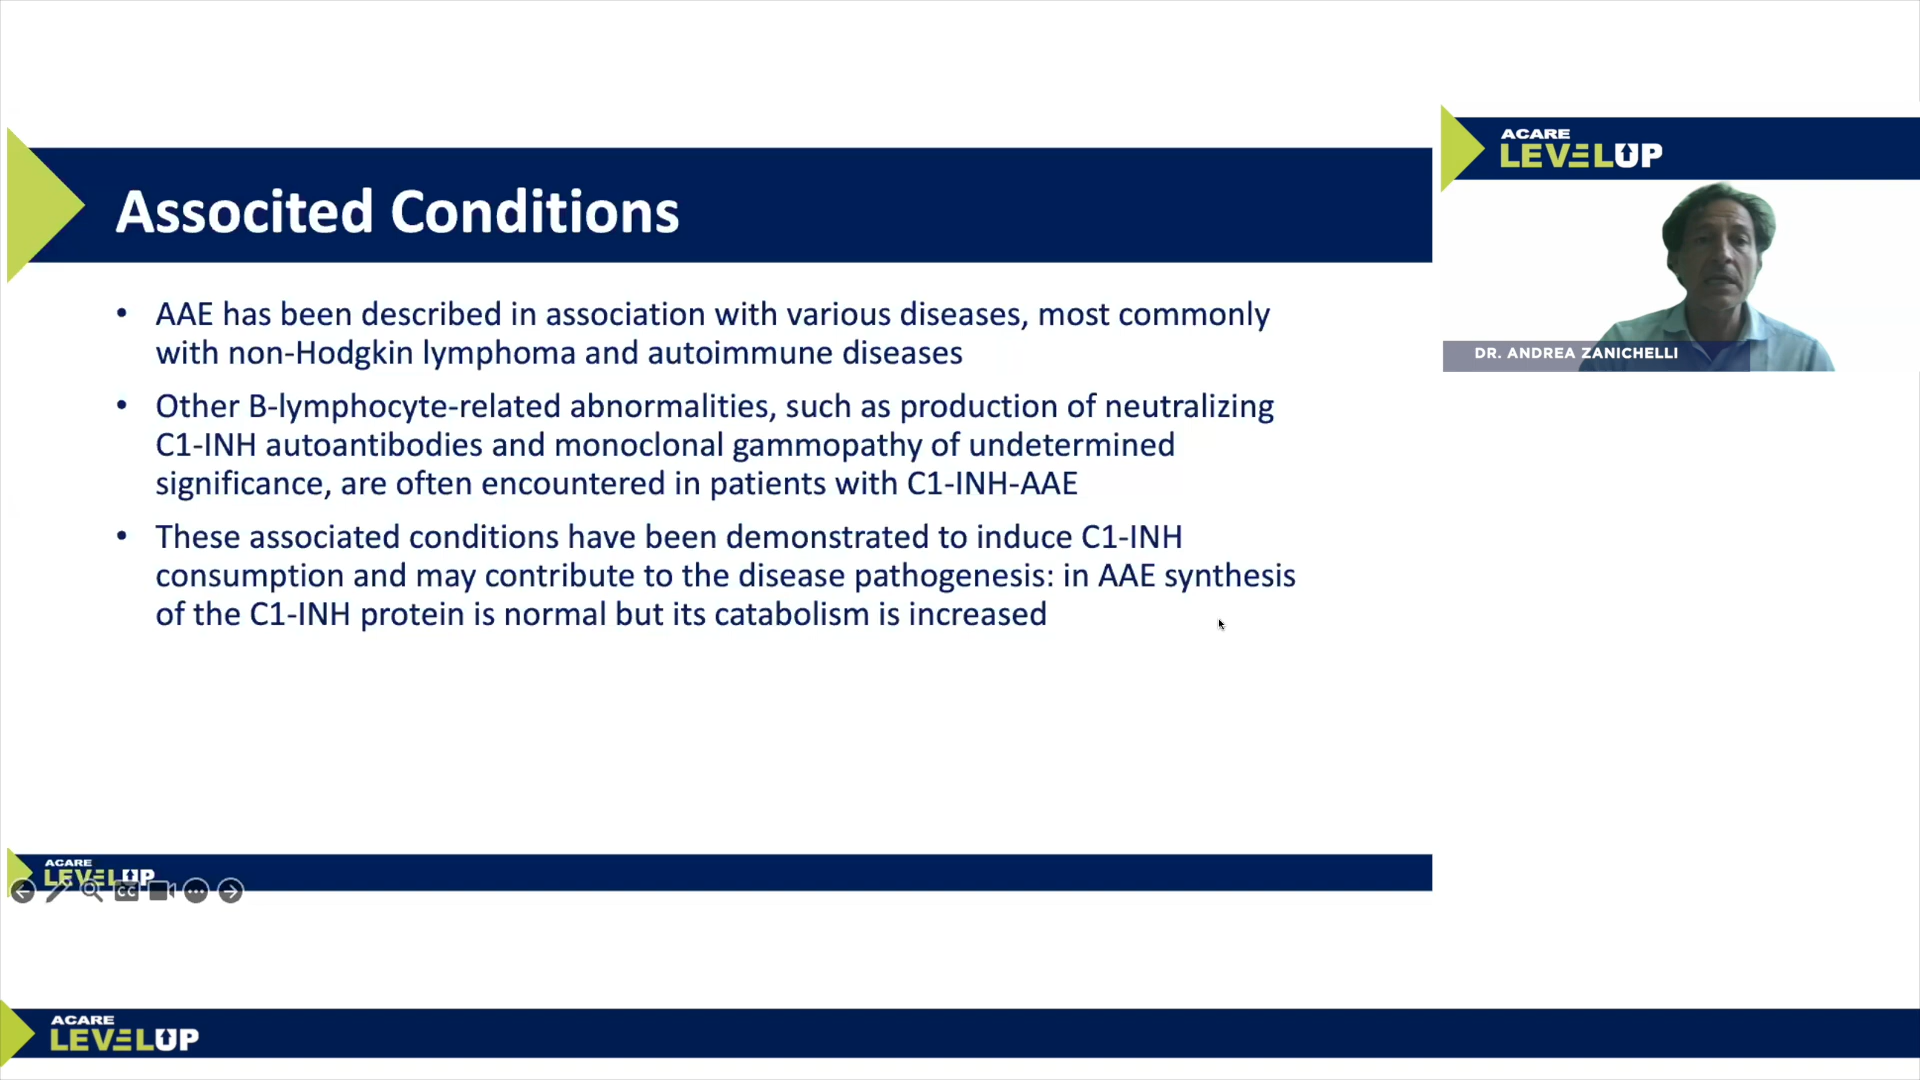 Associted Conditions
• AAE has been described in association with various diseases, most commonly
with non-Hodgkin lymphoma and autoimmune diseases
• Other B-lymphocyte-related abnormalities, such as production of neutralizing
C1-INH autoantibodies and monoclonal gammopathy of undetermined
significance, are often encountered in patients with C1-INH-AAE
• These associated conditions have been demonstrated to induce C1-INH
consumption and may contribute to the disease pathogenesis: in AAE synthesis
of the C1-INH protein is normal but its catabolism is increased
ACARE
LEVELUP
DR. ANDREA ZANICHELLI
ACARE
LEVELUP
CC
ACARE
LEVELUP